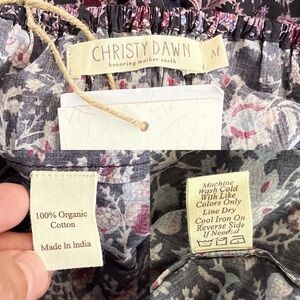 CHRISTY DAWN
honoring mother earth
M
100% Organic
Cotton
Made In India
Machine
Wash Cold
With Like
Colors Only
Line Dry
Cool Iron On
Reverse Side
If Needed